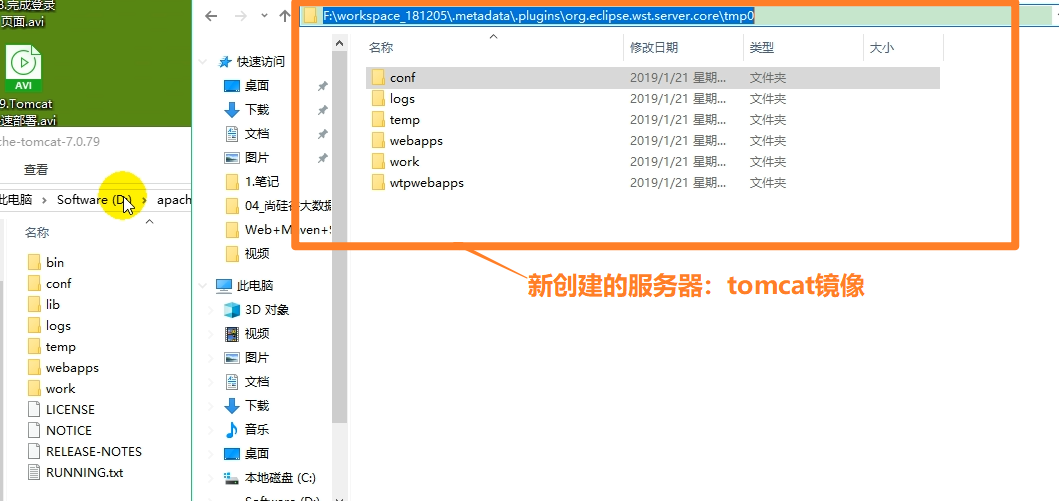 3.完成登录
页面.avi
AVI
9.Tomcat
速部署.avi
che-tomcat-7.0.79
查看
此电脑 › Software (D:) › apach
名称
bin
conf
lib
logs
temp
webapps
work
LICENSE
NOTICE
RELEASE-NOTES
RUNNING.txt
F:\workspace_181205\.metadata\.plugins\org.eclipse.wst.server.core\tmp0
快速访问
桌面
下载
文档
图片
1.笔记
04_尚硅谷大数据
Web+Maven+S
视频
此电脑
3D 对象
视频
图片
文档
下载
音乐
桌面
本地磁盘 (C:)
Software (D:)
名称 修改日期 类型 大小
conf 2019/1/21 星期... 文件夹
logs 2019/1/21 星期... 文件夹
temp 2019/1/21 星期... 文件夹
webapps 2019/1/21 星期... 文件夹
work 2019/1/21 星期... 文件夹
wtpwebapps 2019/1/21 星期... 文件夹
新创建的服务器：tomcat镜像